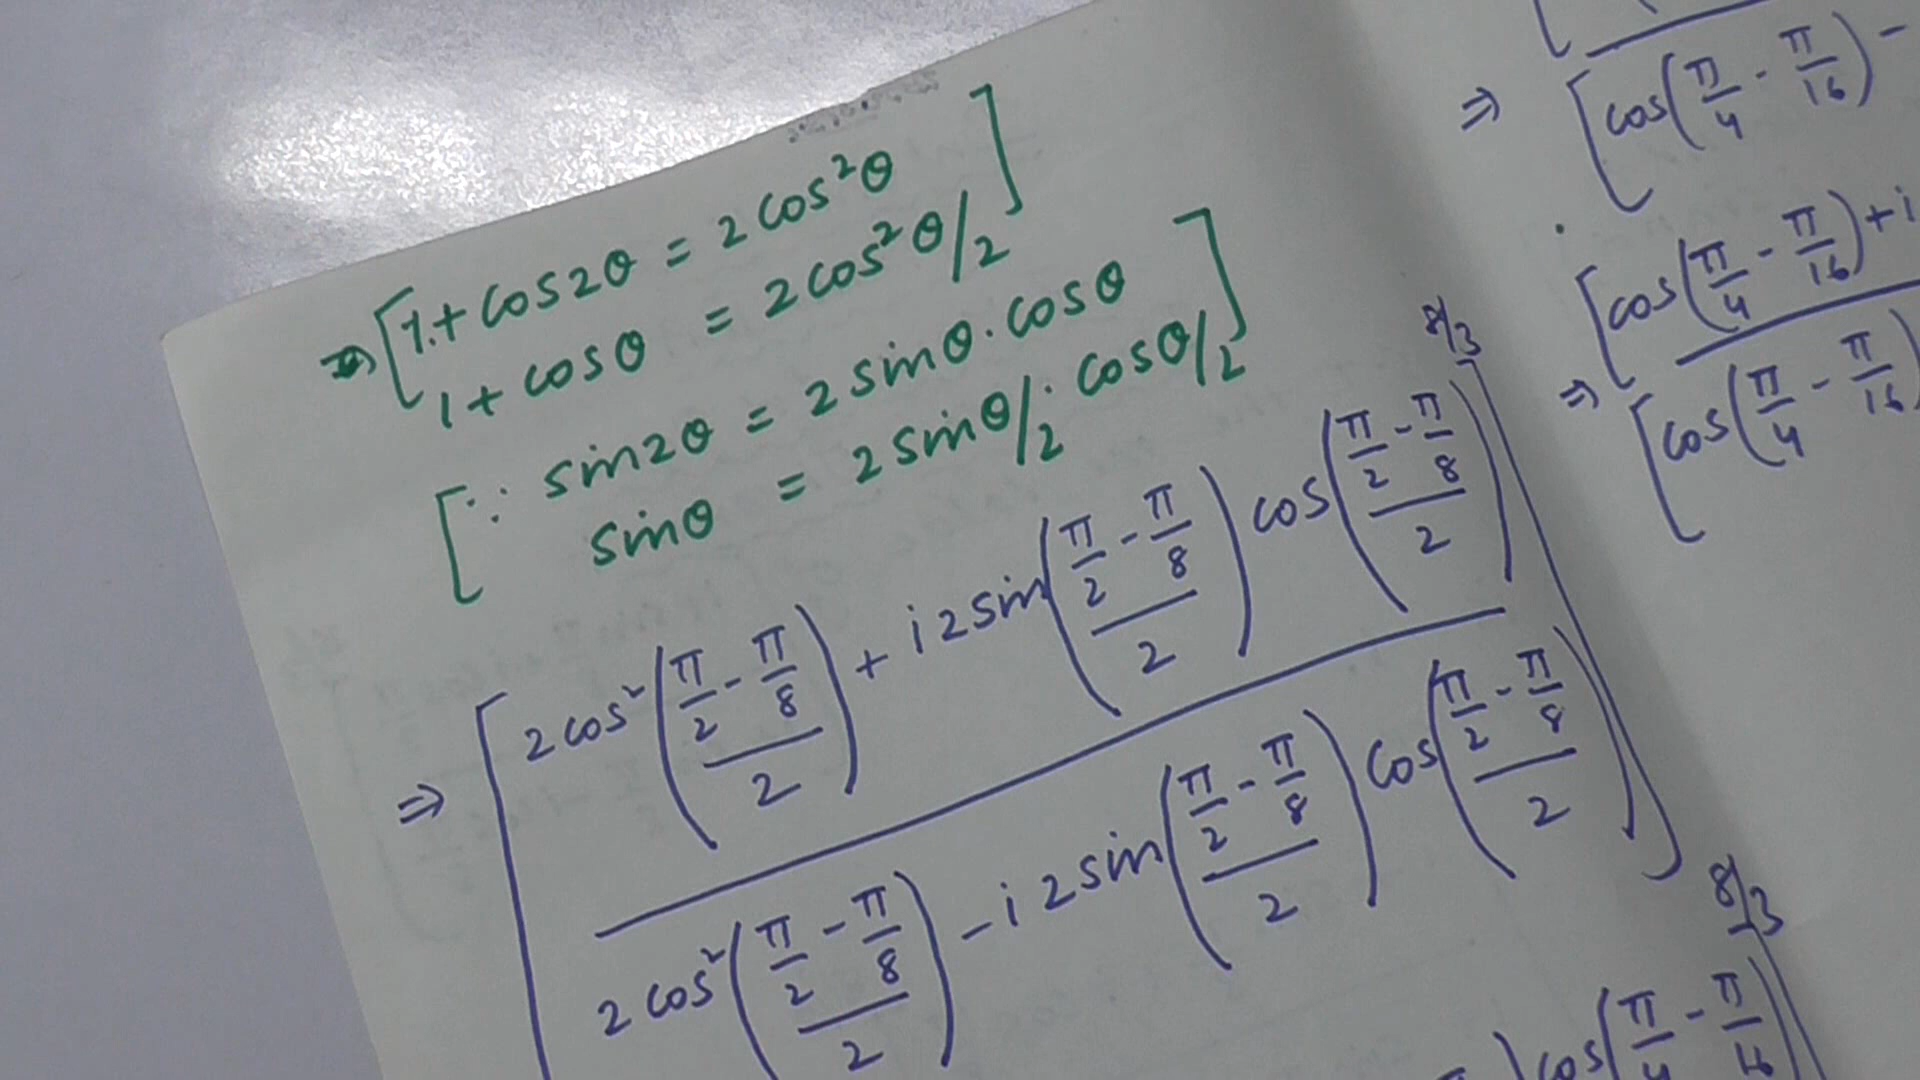 ⇒ [1 + cos2θ = 2cos²θ
1 + cosθ = 2cos²θ/2]
[∵ sin2θ = 2sinθ·cosθ
sinθ = 2sinθ/2·cosθ/2]
⇒ [2cos²((π/2 - π/8)/2) + i2sin((π/2 - π/8)/2)cos((π/2 - π/8)/2)
2cos²((π/2 - π/8)/2) - i2sin((π/2 - π/8)/2)cos((π/2 - π/8)/2)]^8/3
8/3
cos(π/4 - π/16)
⇒ [cos(π/4 - π/16) -
[cos(π/4 - π/16) + i
⇒ [cos(π/4 - π/16)